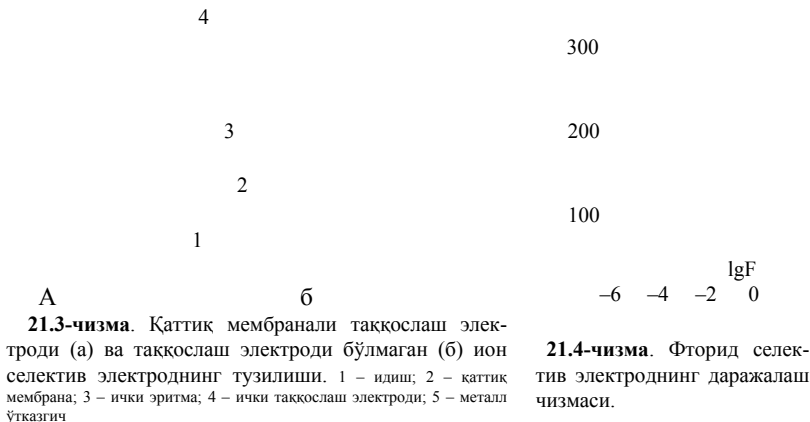 4
300
3
200
2
100
1
lgF
А
б
–6 –4 –2 0
21.3-чизма. Қаттиқ мембранали таққослаш элек-
троди (а) ва таққослаш электроди бўлмаган (б) ион
селектив электроднинг тузилиши. 1 – идиш; 2 – қаттиқ
мембрана; 3 – ички эритма; 4 – ички таққослаш электроди; 5 – металл
ўтказгич
21.4-чизма. Фторид селек-
тив электроднинг даражалаш
чизмаси.